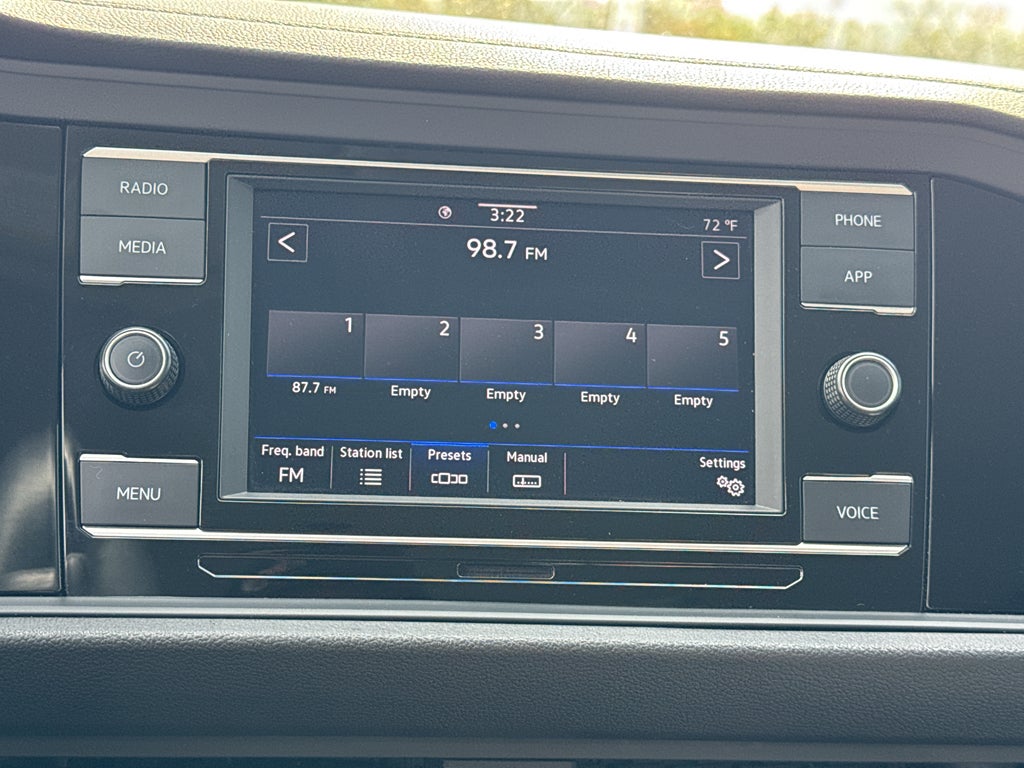 RADIO
MEDIA
MENU
3:22
72 °F
<
98.7 FM
>
1
2
3
4
5
87.7 FM
Empty
Empty
Empty
Empty
Freq. band
FM
Station list
Presets
Manual
Settings
PHONE
APP
VOICE